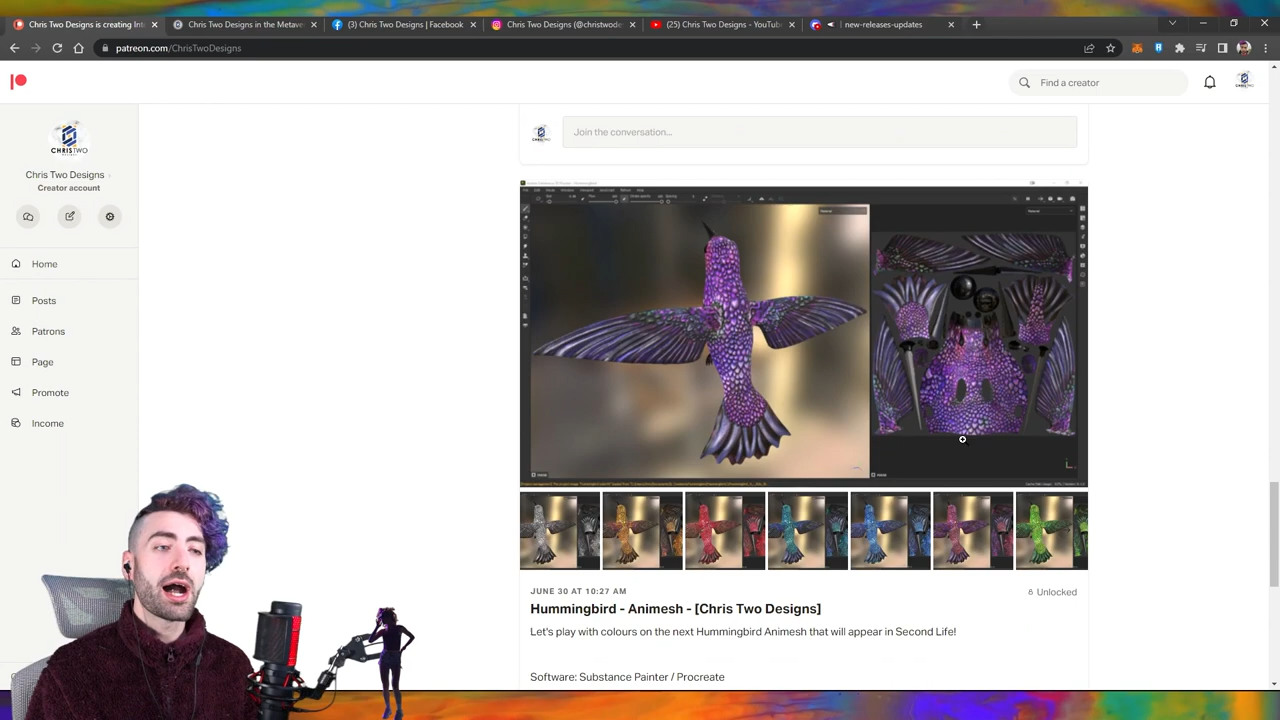 Chris Two Designs is creating Int
Chris Two Designs in the Metave
(3) Chris Two Designs | Facebook
Chris Two Designs (@christwode
(25) Chris Two Designs - YouTub
new-releases-updates
patreon.com/ChrisTwoDesigns
Find a creator
CHRISTWO
Chris Two Designs
Creator account
Home
Posts
Patrons
Page
Promote
Income
Join the conversation...
JUNE 30 AT 10:27 AM
Unlocked
Hummingbird - Animesh - [Chris Two Designs]
Let's play with colours on the next Hummingbird Animesh that will appear in Second Life!
Software: Substance Painter / Procreate